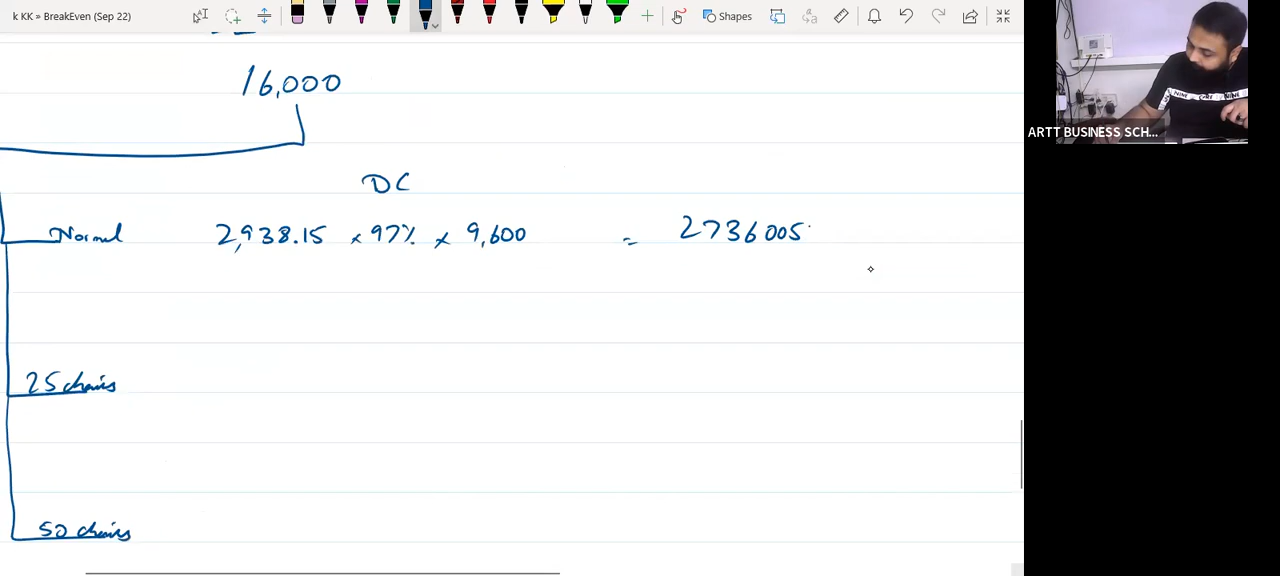 k KK » BreakEven (Sep 22)
Shapes
ARTT BUSINESS SCH...
16,000
DC
Normal 2,938.15 × 97% × 9,600 = 2736005
25 chairs
50 chairs